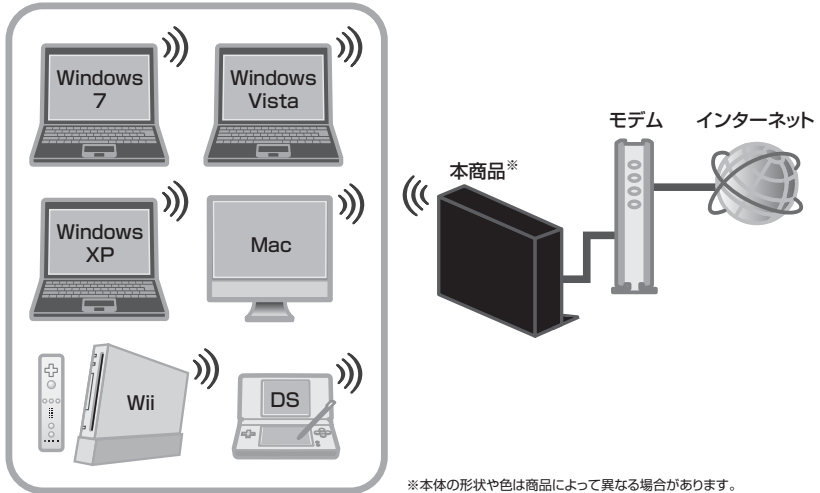 Windows
7
Windows
Vista
Windows
XP
Mac
Wii
DS
本商品※
モデム
インターネット
※本体の形状や色は商品によって異なる場合があります。